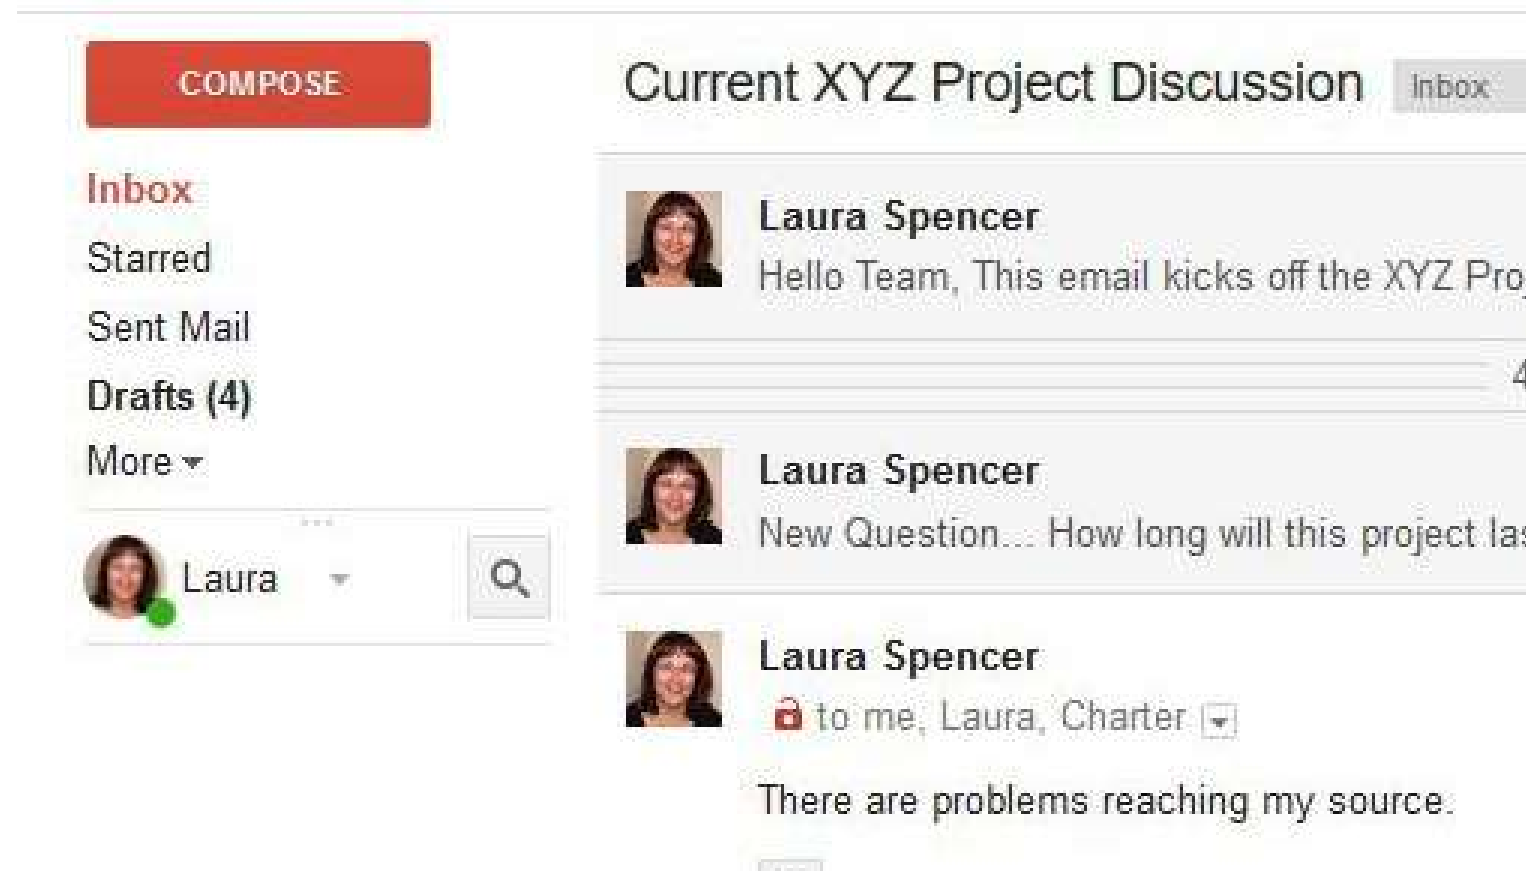 COMPOSE
Inbox
Starred
Sent Mail
Drafts (4)
More
Laura
Current XYZ Project Discussion Inbox
Laura Spencer
Hello Team, This email kicks off the XYZ Pro
4
Laura Spencer
New Question... How long will this project las
Laura Spencer
to me, Laura, Charter
There are problems reaching my source.